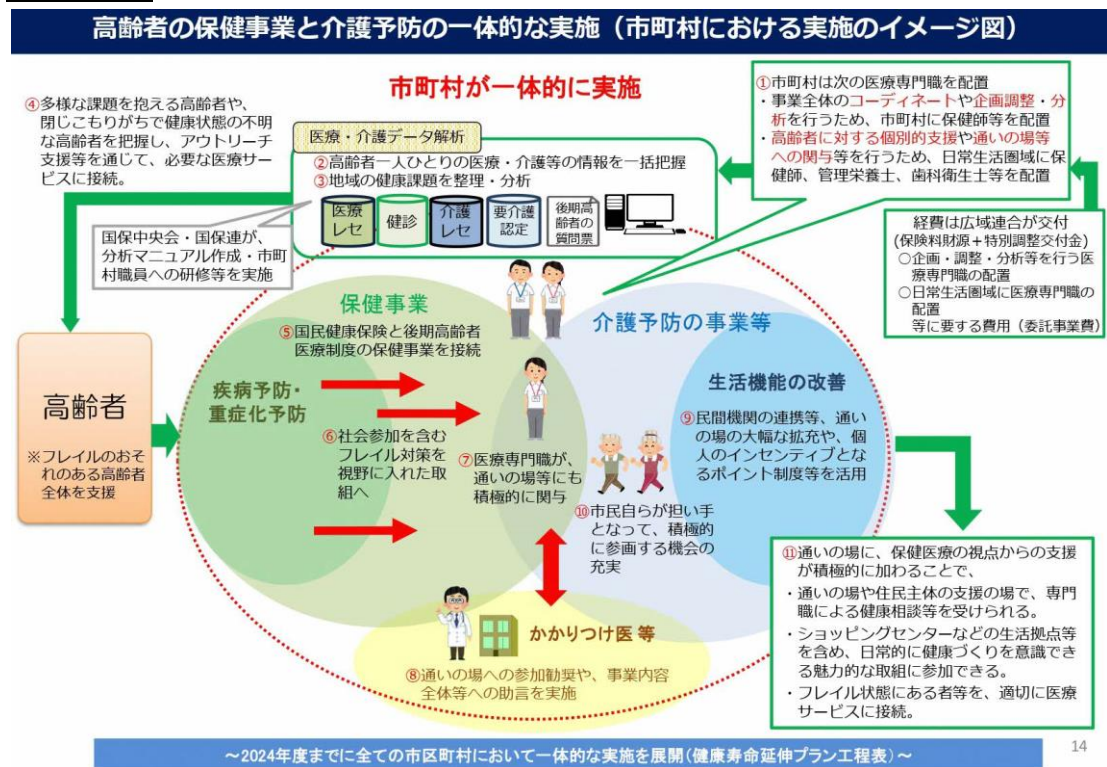 高齢者の保健事業と介護予防の一体的な実施（市町村における実施のイメージ図）
市町村が一体的に実施
④多様な課題を抱える高齢者や、
閉じこもりがちで健康状態の不明
な高齢者を把握し、アウトリーチ
支援等を通じて、必要な医療サー
ビスに接続。
医療・介護データ解析
②高齢者一人ひとりの医療・介護等の情報を一括把握
③地域の健康課題を整理・分析
医療
レセ
健診
介護
レセ
要介護
認定
後期高
齢者の
質問票
①市町村は次の医療専門職を配置
・事業全体のコーディネートや企画調整・分
析を行うため、市町村に保健師等を配置
・高齢者に対する個別的支援や通いの場等
への関与等を行うため、日常生活圏域に保
健師、管理栄養士、歯科衛生士等を配置
国保中央会・国保連が、
分析マニュアル作成・市町
村職員への研修等を実施
経費は広域連合が交付
(保険料財源＋特別調整交付金)
○企画・調整・分析等を行う医
療専門職の配置
○日常生活圏域に医療専門職の
配置
等に要する費用（委託事業費）
保健事業
⑤国民健康保険と後期高齢者
医療制度の保健事業を接続
介護予防の事業等
高齢者
※フレイルのおそ
れのある高齢者
全体を支援
疾病予防・
重症化予防
⑥社会参加を含む
フレイル対策を
視野に入れた取
組へ
⑦医療専門職が、
通いの場等にも
積極的に関与
生活機能の改善
⑨民間機関の連携等、通い
の場の大幅な拡充や、個
人のインセンティブとな
るポイント制度等を活用
⑩市民自らが担い手
となって、積極的
に参画する機会の
充実
かかりつけ医 等
⑧通いの場への参加勧奨や、事業内容
全体等への助言を実施
⑪通いの場に、保健医療の視点からの支援
が積極的に加わることで、
・通いの場や住民主体の支援の場で、専門
職による健康相談等を受けられる。
・ショッピングセンターなどの生活拠点等
を含め、日常的に健康づくりを意識でき
る魅力的な取組に参加できる。
・フレイル状態にある者等を、適切に医療
サービスに接続。
～2024年度までに全ての市区町村において一体的な実施を展開(健康寿命延伸プラン工程表)～
14